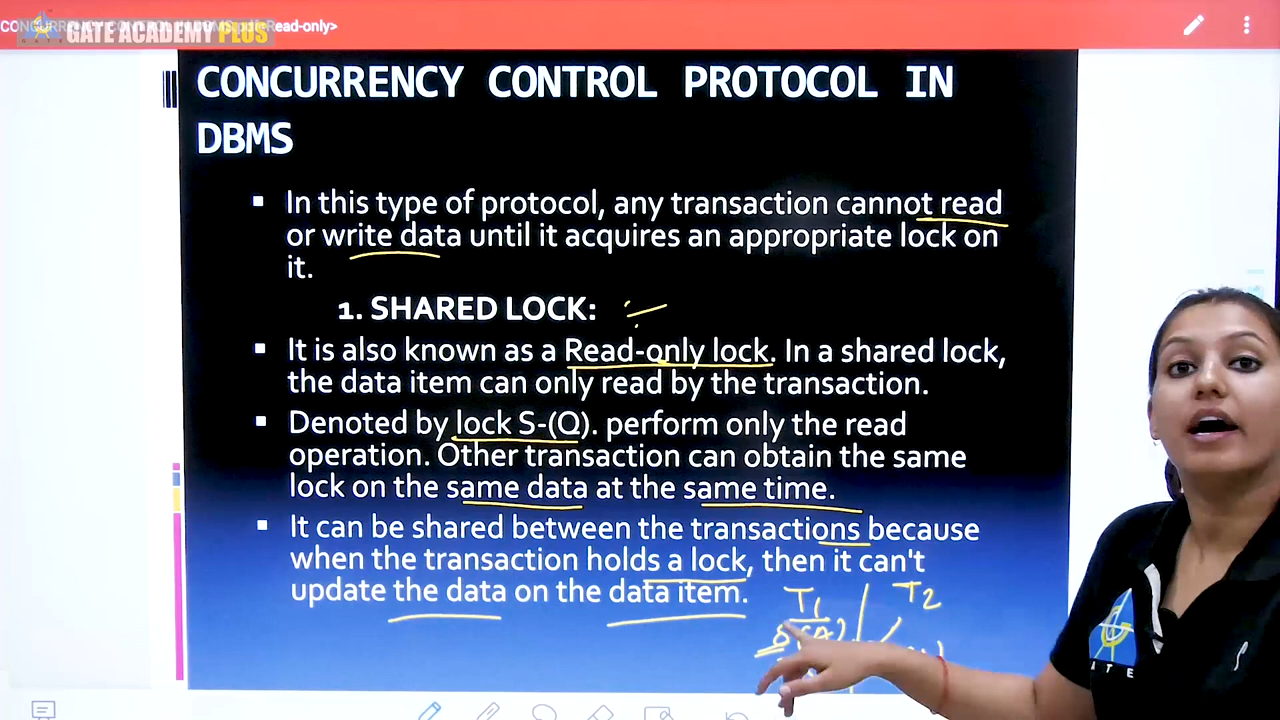 GATE ACADEMY PLUS
Read-only>
CONCURRENCY CONTROL PROTOCOL IN
DBMS
▪ In this type of protocol, any transaction cannot read
or write data until it acquires an appropriate lock on
it.
1. SHARED LOCK:
▪ It is also known as a Read-only lock. In a shared lock,
the data item can only read by the transaction.
▪ Denoted by lock S-(Q). perform only the read
operation. Other transaction can obtain the same
lock on the same data at the same time.
▪ It can be shared between the transactions because
when the transaction holds a lock, then it can't
update the data on the data item.
T1 T2
ATE